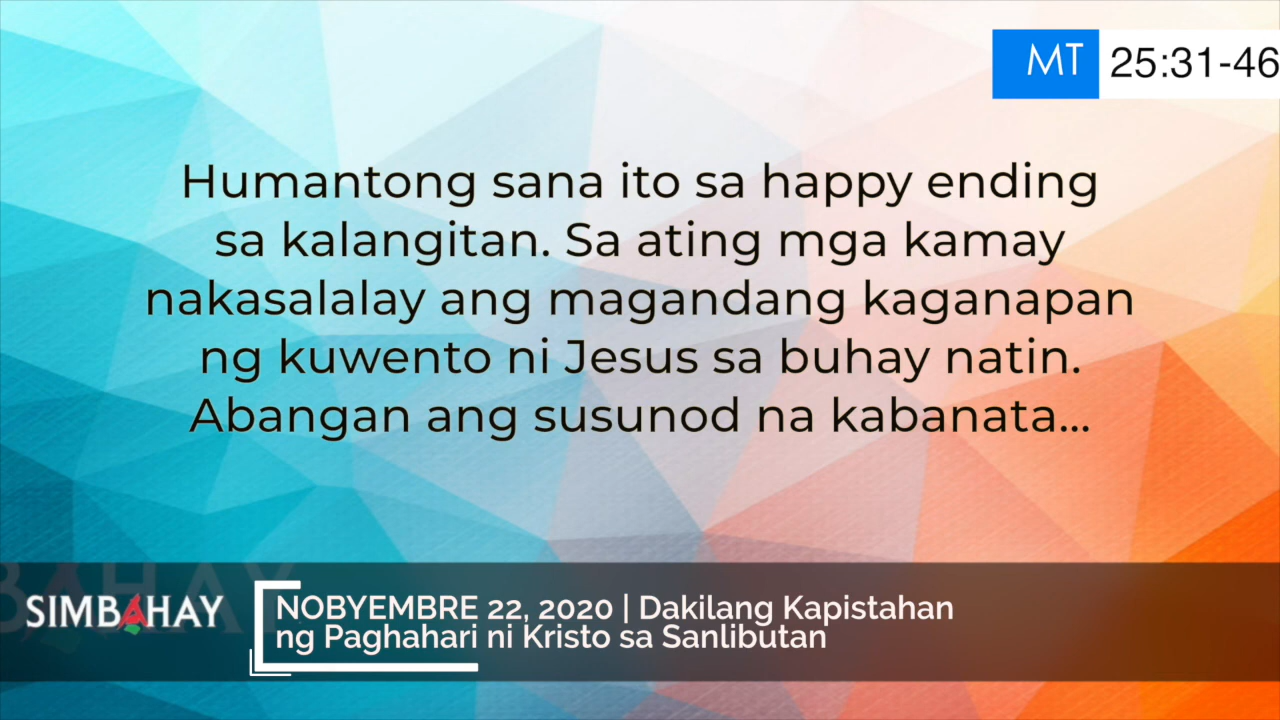 MT 25:31-46
Humantong sana ito sa happy ending
sa kalangitan. Sa ating mga kamay
nakasalalay ang magandang kaganapan
ng kuwento ni Jesus sa buhay natin.
Abangan ang susunod na kabanata...
SIMBAHAY
NOBYEMBRE 22, 2020 | Dakilang Kapistahan
ng Paghahari ni Kristo sa Sanlibutan